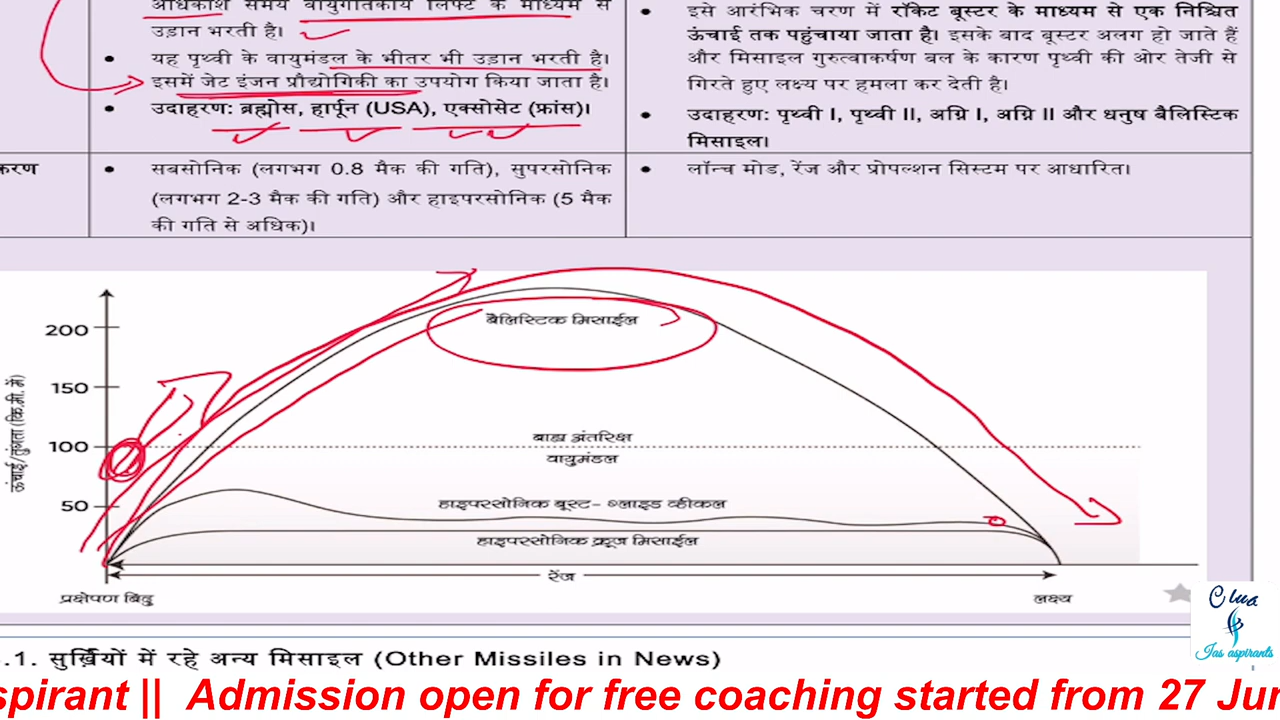 अधिकांश समय वायुगतिकीय लिफ्ट के माध्यम से
उड़ान भरती है।
यह पृथ्वी के वायुमंडल के भीतर भी उड़ान भरती है।
इसमें जेट इंजन प्रौद्योगिकी का उपयोग किया जाता है।
उदाहरण: ब्रह्मोस, हार्पून (USA), एक्सोसेट (फ्रांस)।
इसे आरंभिक चरण में रॉकेट बूस्टर के माध्यम से एक निश्चित
ऊंचाई तक पहुंचाया जाता है। इसके बाद बूस्टर अलग हो जाते हैं
और मिसाइल गुरुत्वाकर्षण बल के कारण पृथ्वी की ओर तेजी से
गिरते हुए लक्ष्य पर हमला कर देती है।
उदाहरण: पृथ्वी I, पृथ्वी II, अग्नि I, अग्नि II और धनुष बैलिस्टिक
मिसाइल।
करण
सबसोनिक (लगभग 0.8 मैक की गति), सुपरसोनिक
(लगभग 2-3 मैक की गति) और हाइपरसोनिक (5 मैक
की गति से अधिक)।
लॉन्च मोड, रेंज और प्रोपल्शन सिस्टम पर आधारित।
200
150
100
50
ऊंचाई/तुंगता (कि.मी. में)
बैलिस्टिक मिसाईल
बाह्य अंतरिक्ष
वायुमंडल
हाइपरसोनिक बूस्ट- ग्लाइड व्हीकल
हाइपरसोनिक क्रूज मिसाईल
रेंज
प्रक्षेपण बिंदु
लक्ष्य
.1. सुर्ख़ियों में रहे अन्य मिसाइल (Other Missiles in News)
Jas aspirants
spirant || Admission open for free coaching started from 27 Jun